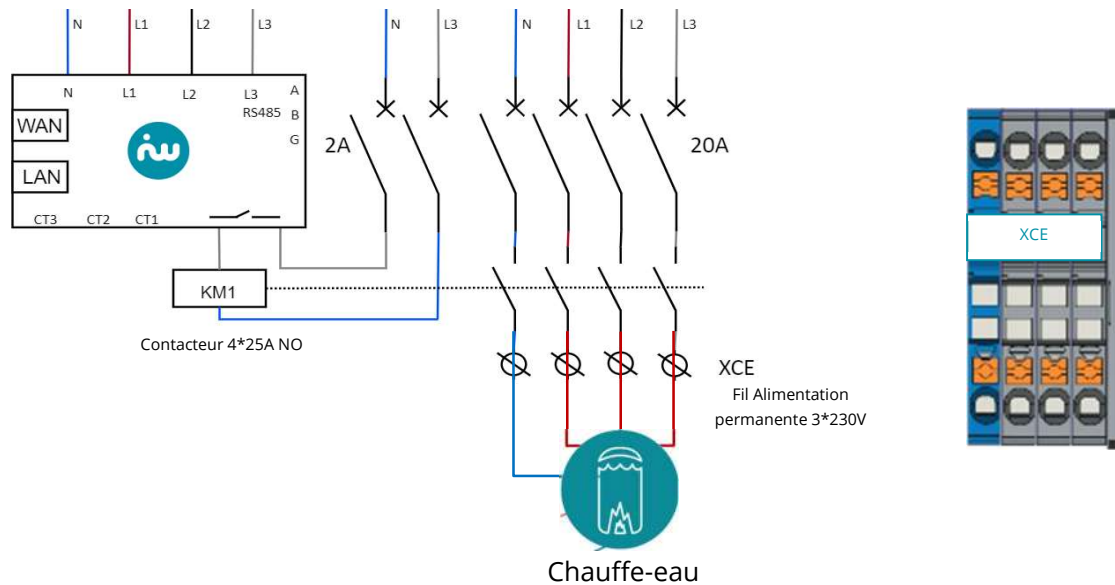 N L1 L2 L3 N L3 N L1 L2 L3
N L1 L2 L3 A
RS485 B
G
WAN
LAN
iw
2A
20A
CT3 CT2 CT1
KM1
Contacteur 4*25A NO
XCE
Fil Alimentation
permanente 3*230V
Chauffe-eau
XCE